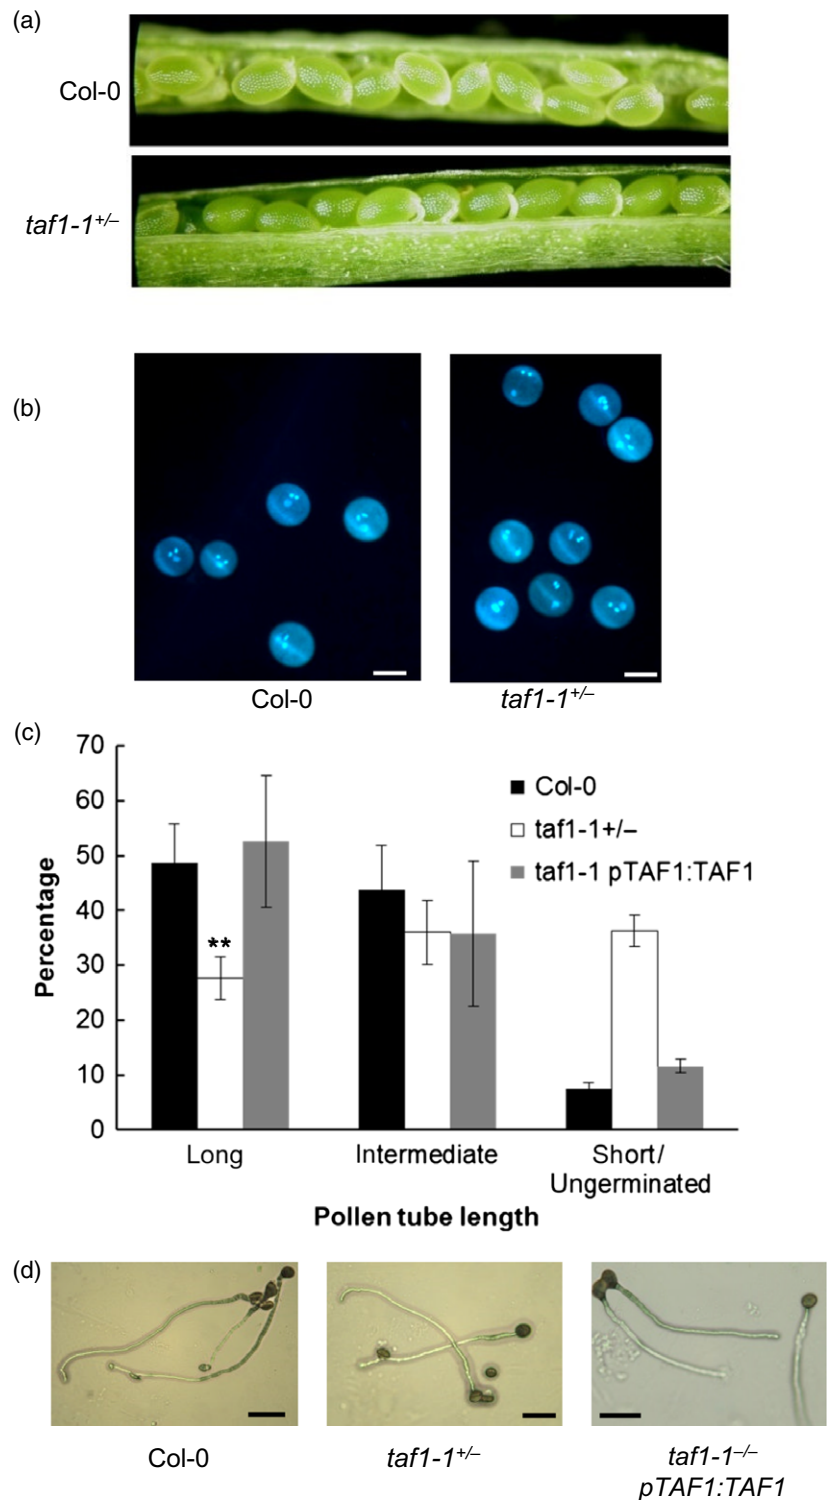 (a)
Col-0
taf1-1+/–
(b)
Col-0
taf1-1+/–
(c)
70
60
50
40
30
20
10
0
Percentage
Col-0
taf1-1+/–
taf1-1 pTAF1:TAF1
**
Long
Intermediate
Short/
Ungerminated
Pollen tube length
(d)
Col-0
taf1-1+/–
taf1-1–/–
pTAF1:TAF1